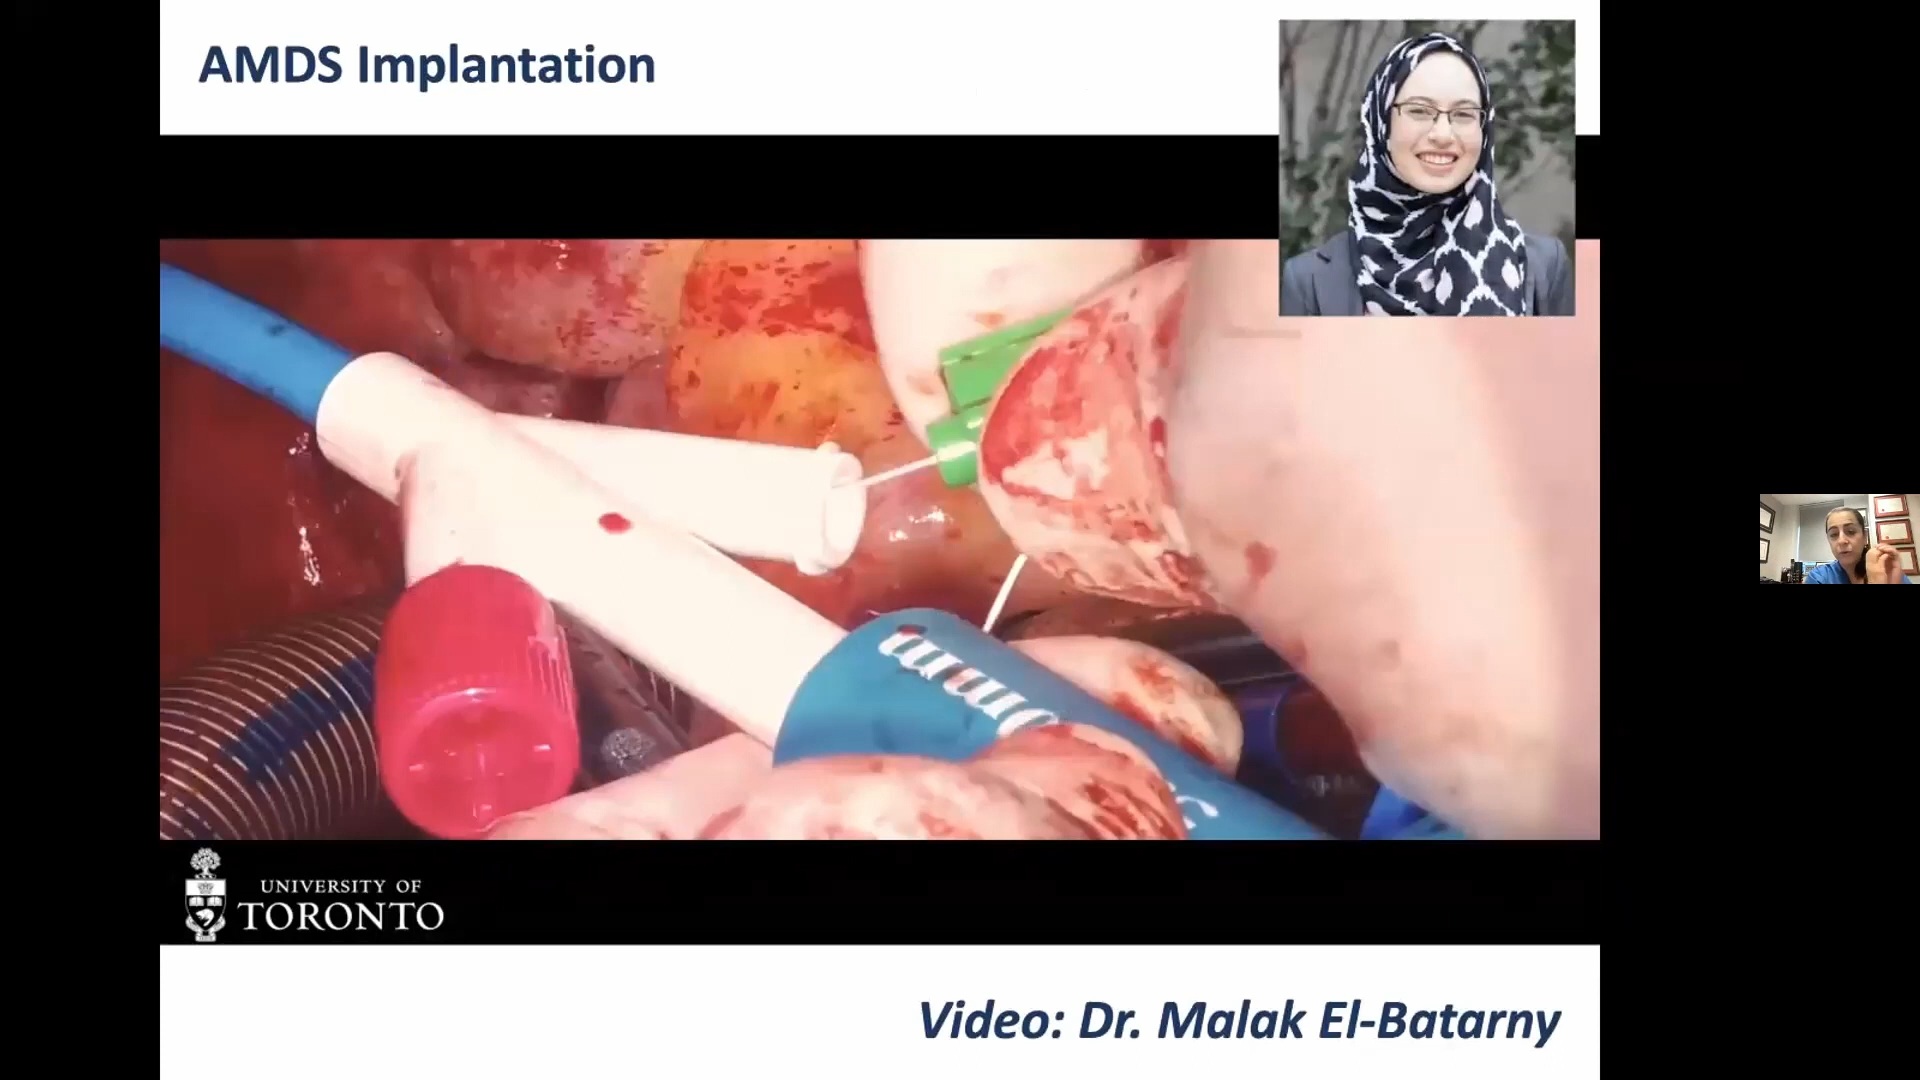 AMDS Implantation
UNIVERSITY OF
TORONTO
Video: Dr. Malak El-Batarny